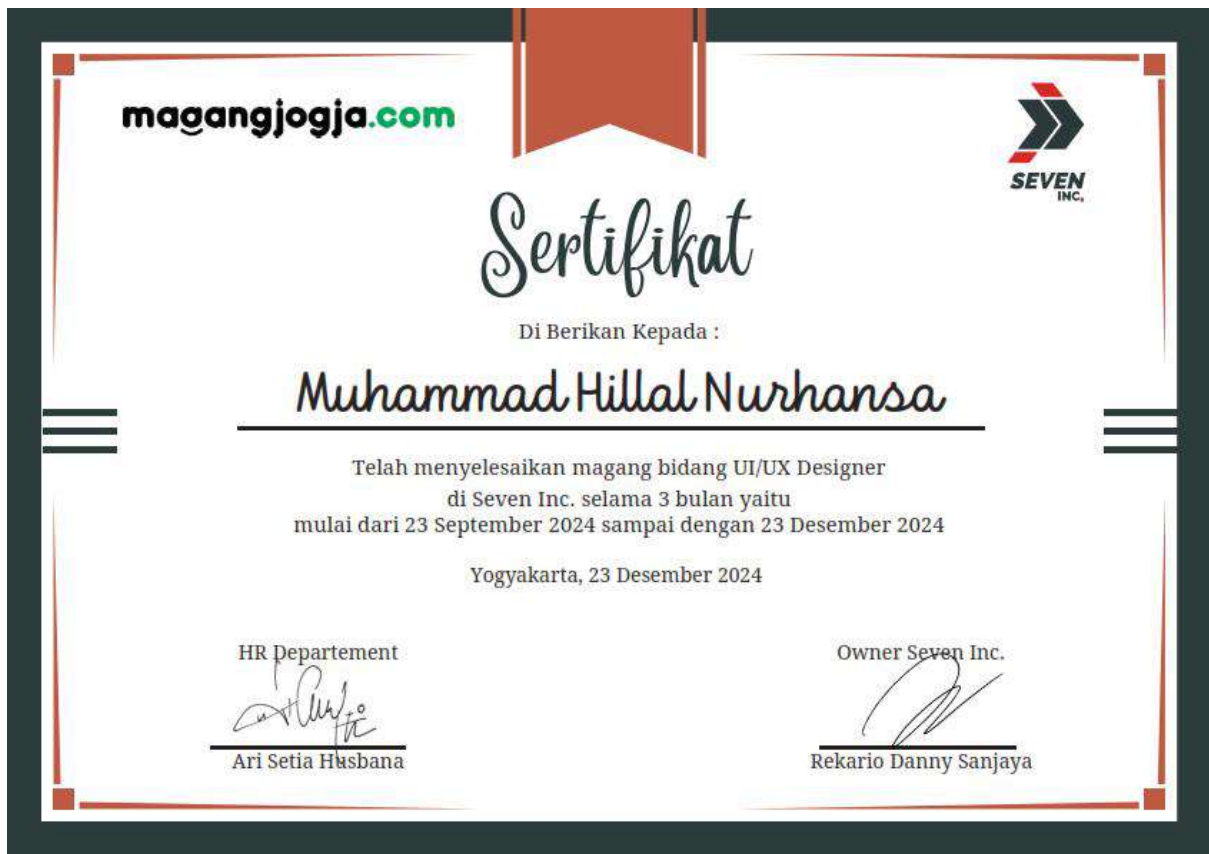 magangjogja.com
SEVEN
INC,
Sertifikat
Di Berikan Kepada :
Muhammad Hillal Nurhansa
Telah menyelesaikan magang bidang UI/UX Designer
di Seven Inc. selama 3 bulan yaitu
mulai dari 23 September 2024 sampai dengan 23 Desember 2024
Yogyakarta, 23 Desember 2024
HR Departement
Owner Seven Inc.
Ari Setia Husbana
Rekario Danny Sanjaya